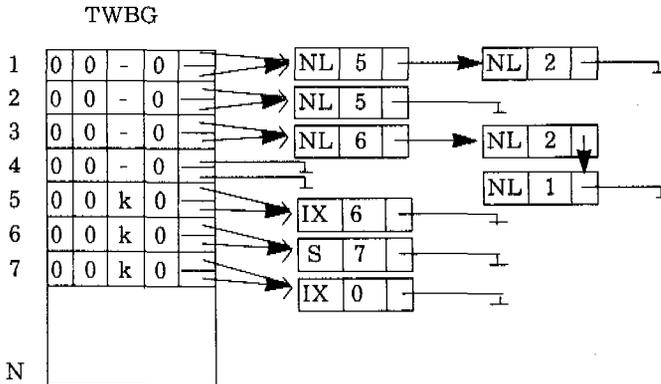 TWBG
1 0 0 - 0 NL 5 NL 2
2 0 0 - 0 NL 5
3 0 0 - 0 NL 6 NL 2
4 0 0 - 0 NL 1
5 0 0 k 0 IX 6
6 0 0 k 0 S 7
7 0 0 k 0 IX 0
N